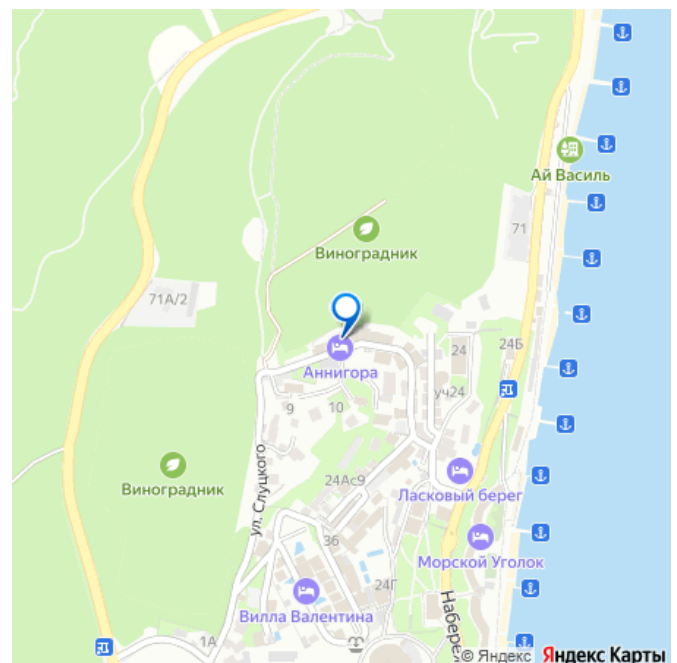 Ай Василь
71
Виноградник
71А/2
24Б
24
Аннигора
уч24
9
10
ул. Слуцкого
24Ас9
Ласковый берег
Виноградник
36
Морской Уголок
24Г
Вилла Валентина
Наберел
1А
© Яндекс Яндекс Карты